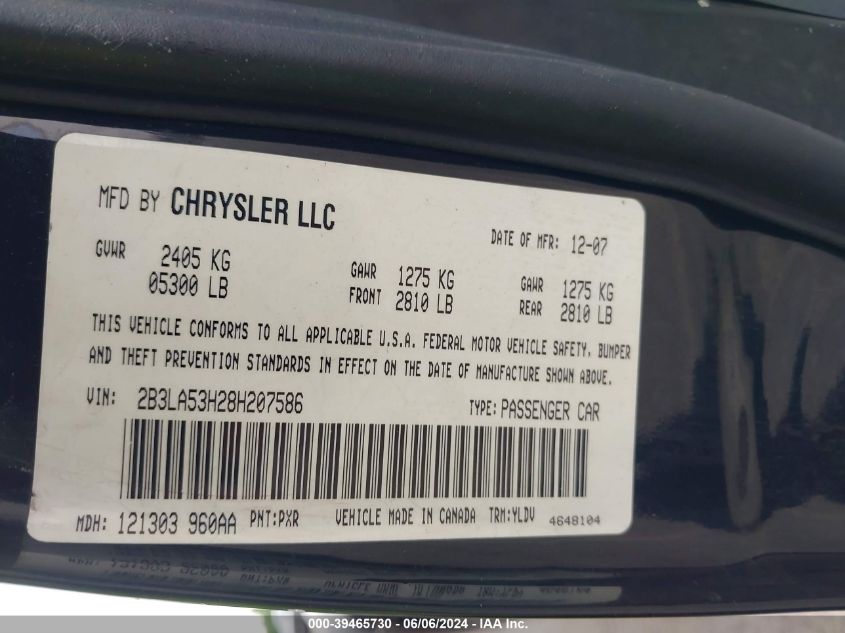 MFD BY CHRYSLER LLC
DATE OF MFR: 12-07
GVWR 2405 KG
05300 LB
GAWR 1275 KG
FRONT 2810 LB
GAWR 1275 KG
REAR 2810 LB
THIS VEHICLE CONFORMS TO ALL APPLICABLE U.S.A. FEDERAL MOTOR VEHICLE SAFETY, BUMPER
AND THEFT PREVENTION STANDARDS IN EFFECT ON THE DATE OF MANUFACTURE SHOWN ABOVE.
VIN: 2B3LA53H28H207586
TYPE: PASSENGER CAR
MDH: 121303 960AA PNT:PXR VEHICLE MADE IN CANADA TRM:YLDV 4648104
000-39465730 - 06/06/2024 - IAA Inc.